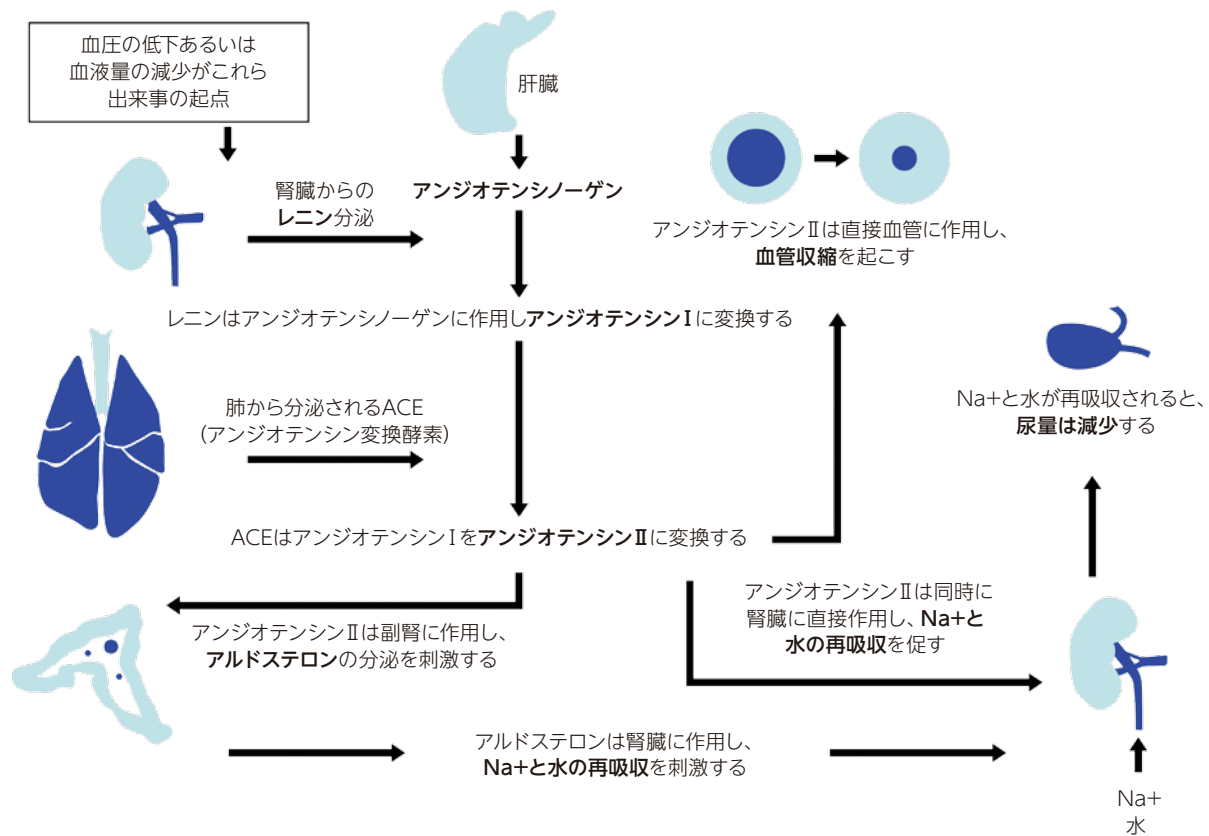 血圧の低下あるいは
血液量の減少がこれら
出来事の起点
肝臓
腎臓からの
レニン分泌
アンジオテンシノーゲン
アンジオテンシンⅡは直接血管に作用し、
血管収縮を起こす
レニンはアンジオテンシノーゲンに作用しアンジオテンシンⅠに変換する
肺から分泌されるACE
(アンジオテンシン変換酵素)
Na+と水が再吸収されると、
尿量は減少する
ACEはアンジオテンシンⅠをアンジオテンシンⅡに変換する
アンジオテンシンⅡは同時に
腎臓に直接作用し、Na+と
水の再吸収を促す
アンジオテンシンⅡは副腎に作用し、
アルドステロンの分泌を刺激する
アルドステロンは腎臓に作用し、
Na+と水の再吸収を刺激する
Na+
水